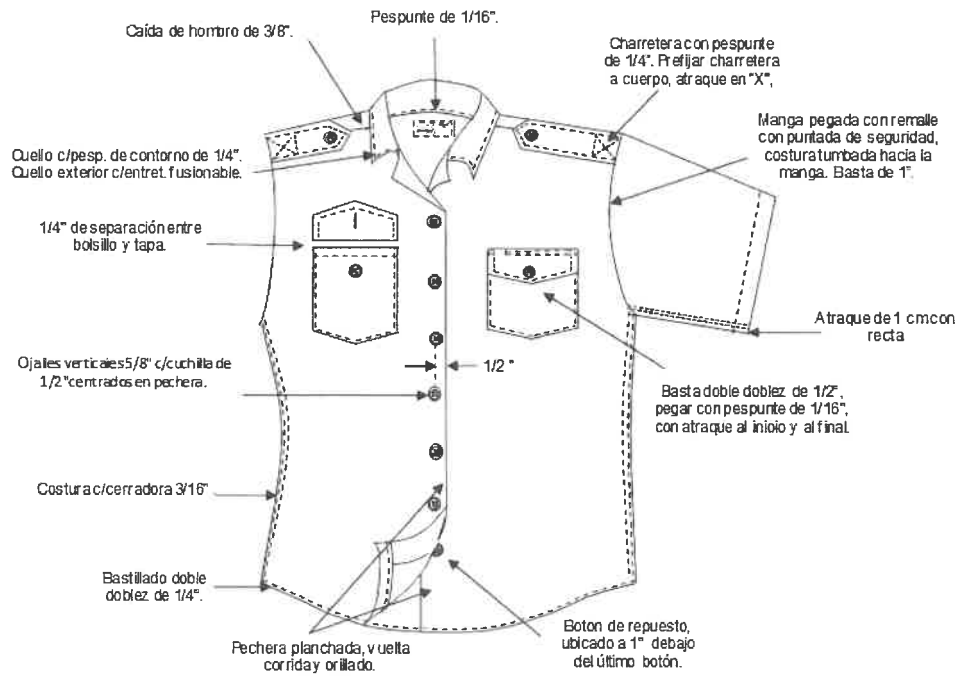 Pespunte de 1/16".
Caída de hombro de 3/8".
Charretera con pespunte
de 1/4". Prefijar charretera
a cuerpo, atraque en "X",
Manga pegada con remalle
con puntada de seguridad,
costura tumbada hacia la
manga. Basta de 1".
Cuello c/pesp. de contorno de 1/4".
Cuello exterior c/entret. fusionable.
1/4" de separación entre
bolsillo y tapa.
Atraque de 1 cm con
recta
Ojales verticales 5/8" c/cuchilla de
1/2" centrados en pechera.
1/2 "
Basta doble doblez de 1/2",
pegar con pespunte de 1/16",
con atraque al inicio y al final.
Costura c/cerradora 3/16"
Bastillado doble
doblez de 1/4".
Pechera planchada, vuelta
corrida y orillado.
Boton de repuesto,
ubicado a 1" debajo
del último botón.